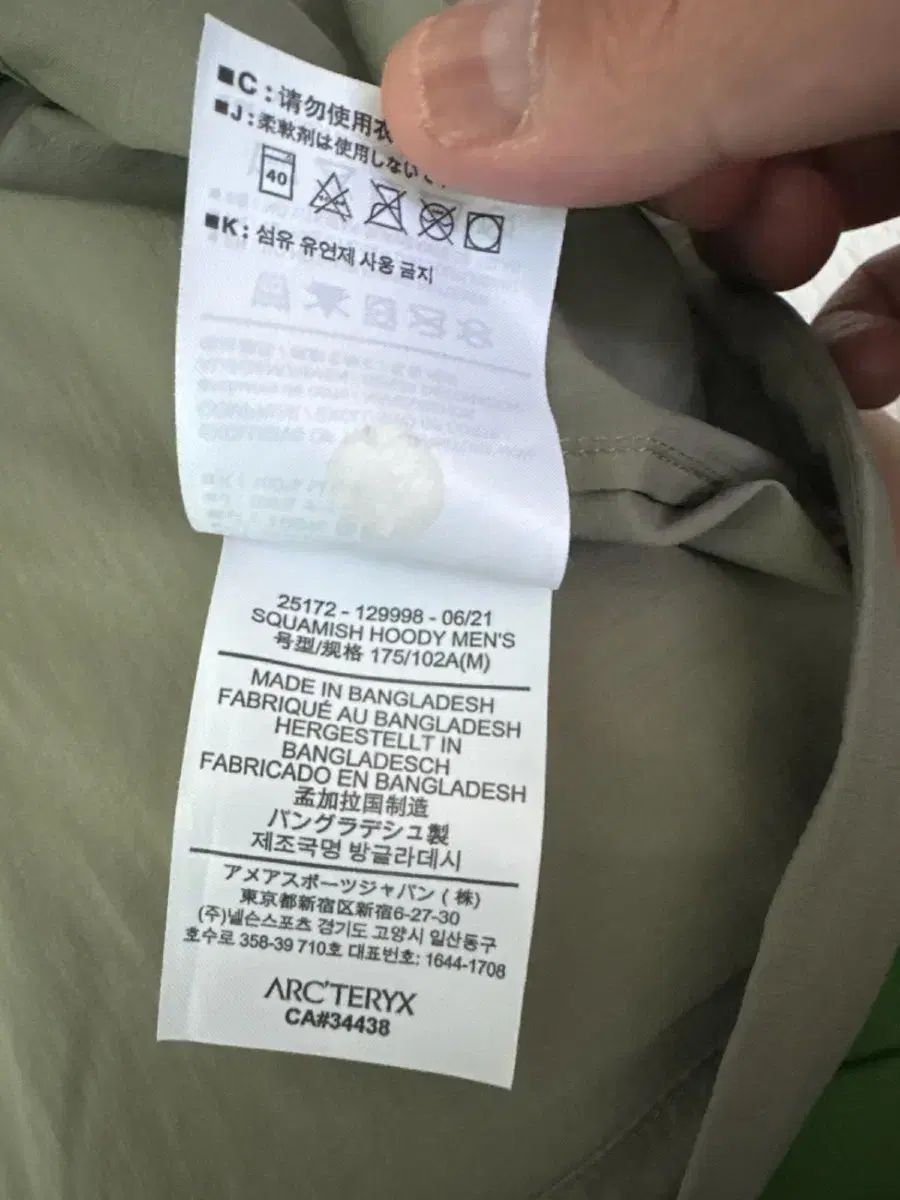 ■C:请勿使用衣
■J:柔軟剤は使用しない
40
■K: 섬유 유연제 사용 금지
25172 - 129998 - 06/21
SQUAMISH HOODY MEN'S
号型/规格 175/102A(M)
MADE IN BANGLADESH
FABRIQUÉ AU BANGLADESH
HERGESTELLT IN
BANGLADESCH
FABRICADO EN BANGLADESH
孟加拉国制造
バングラデシュ製
제조국명 방글라데시
アメアスポーツジャパン (株)
東京都新宿区新宿6-27-30
(주)넬슨스포츠 경기도 고양시 일산동구
호수로 358-39 710호 대표번호: 1644-1708
ARC'TERYX
CA#34438